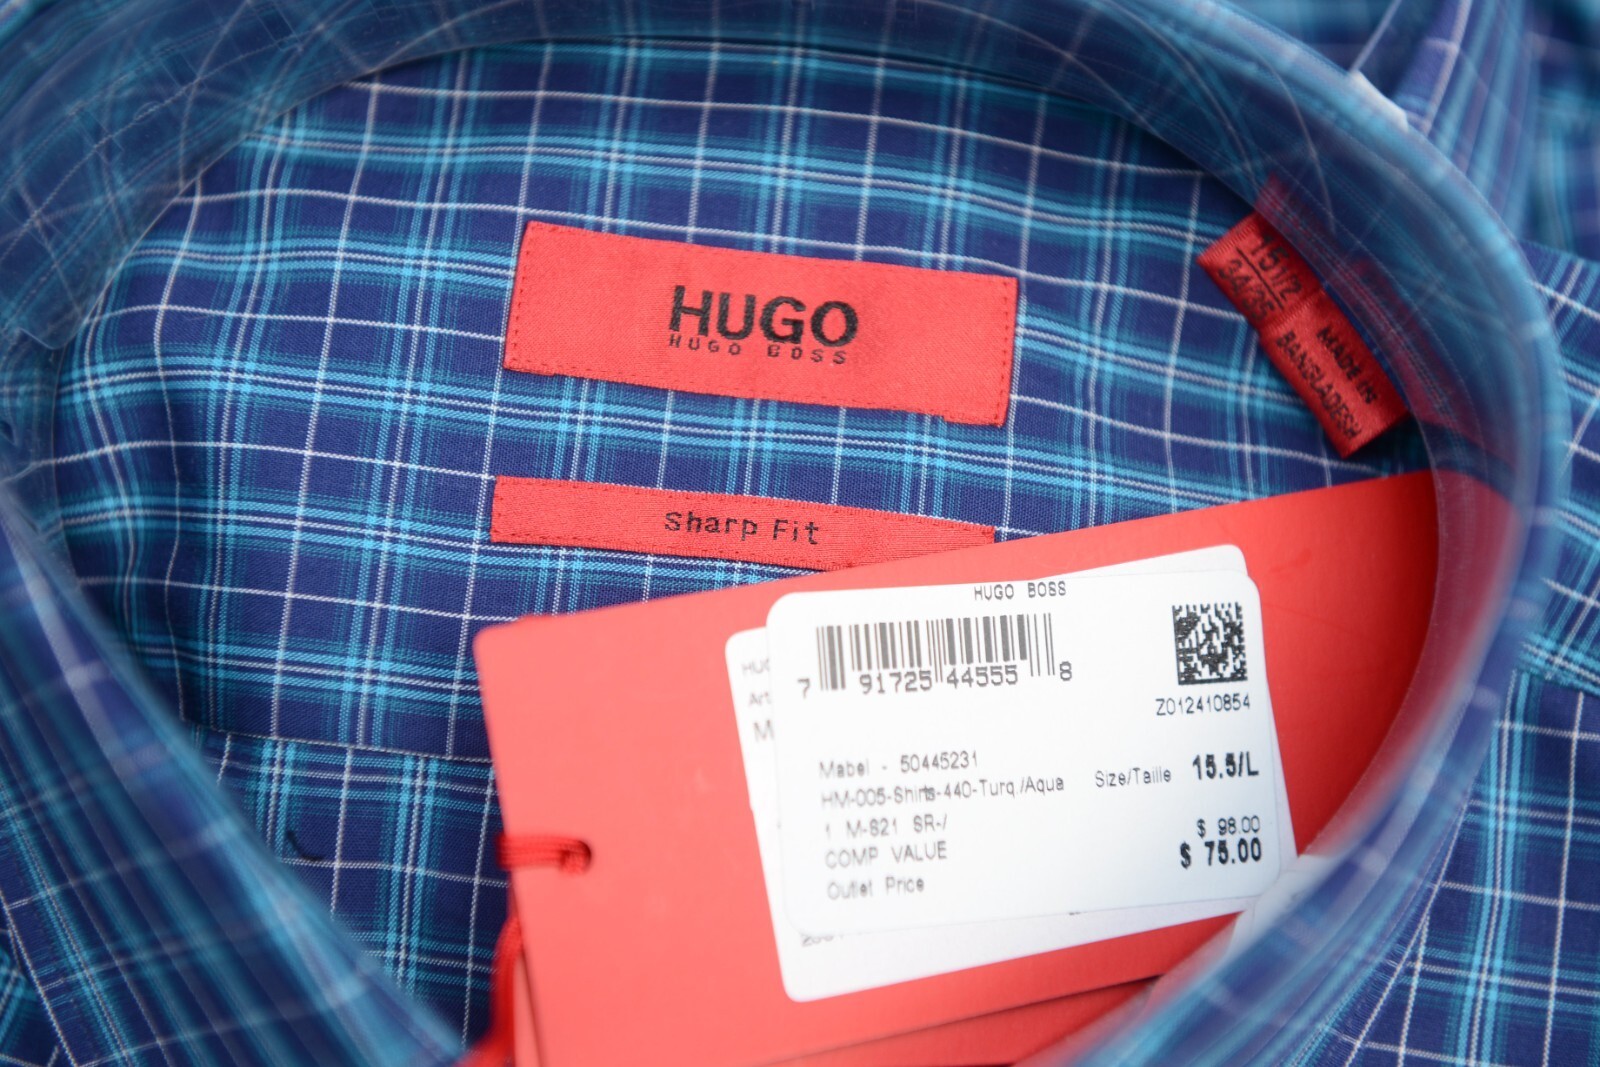 HUGO
HUGO BOSS
15 1/2
34/35
MADE IN
BANGLADESH
Sharp Fit
HUGO BOSS
7 91725 44555 8
Z012410854
Mabel - 50445231
HM-005-Shirts-440-Turq./Aqua
Size/Taille 15.5/L
1 M-S21 SR-/
$ 98.00
COMP VALUE
$ 75.00
Outlet Price